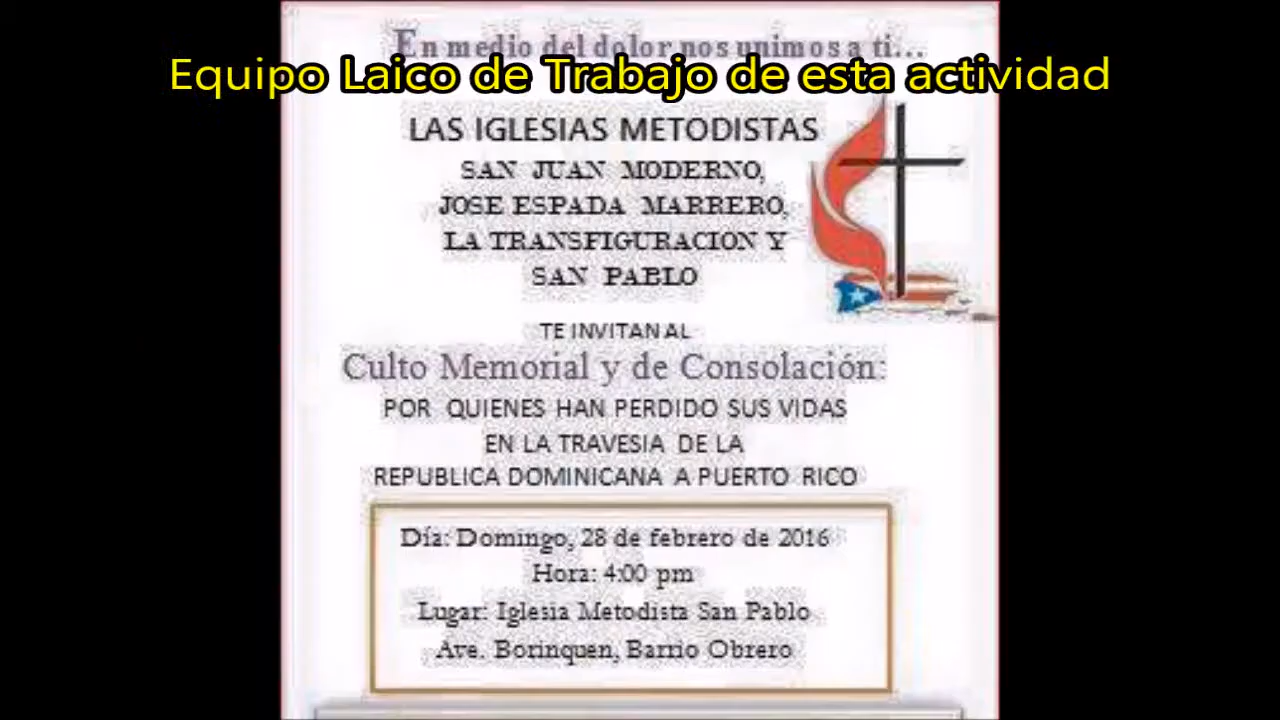 En medio del dolor nos unimos a ti...
Equipo Laico de Trabajo de esta actividad
LAS IGLESIAS METODISTAS
SAN JUAN MODERNO,
JOSE ESPADA MARRERO,
LA TRANSFIGURACION Y
SAN PABLO
TE INVITAN AL
Culto Memorial y de Consolación:
POR QUIENES HAN PERDIDO SUS VIDAS
EN LA TRAVESIA DE LA
REPUBLICA DOMINICANA A PUERTO RICO
Día: Domingo, 28 de febrero de 2016
Hora: 4:00 pm
Lugar: Iglesia Metodista San Pablo
Ave. Borinquen, Barrio Obrero